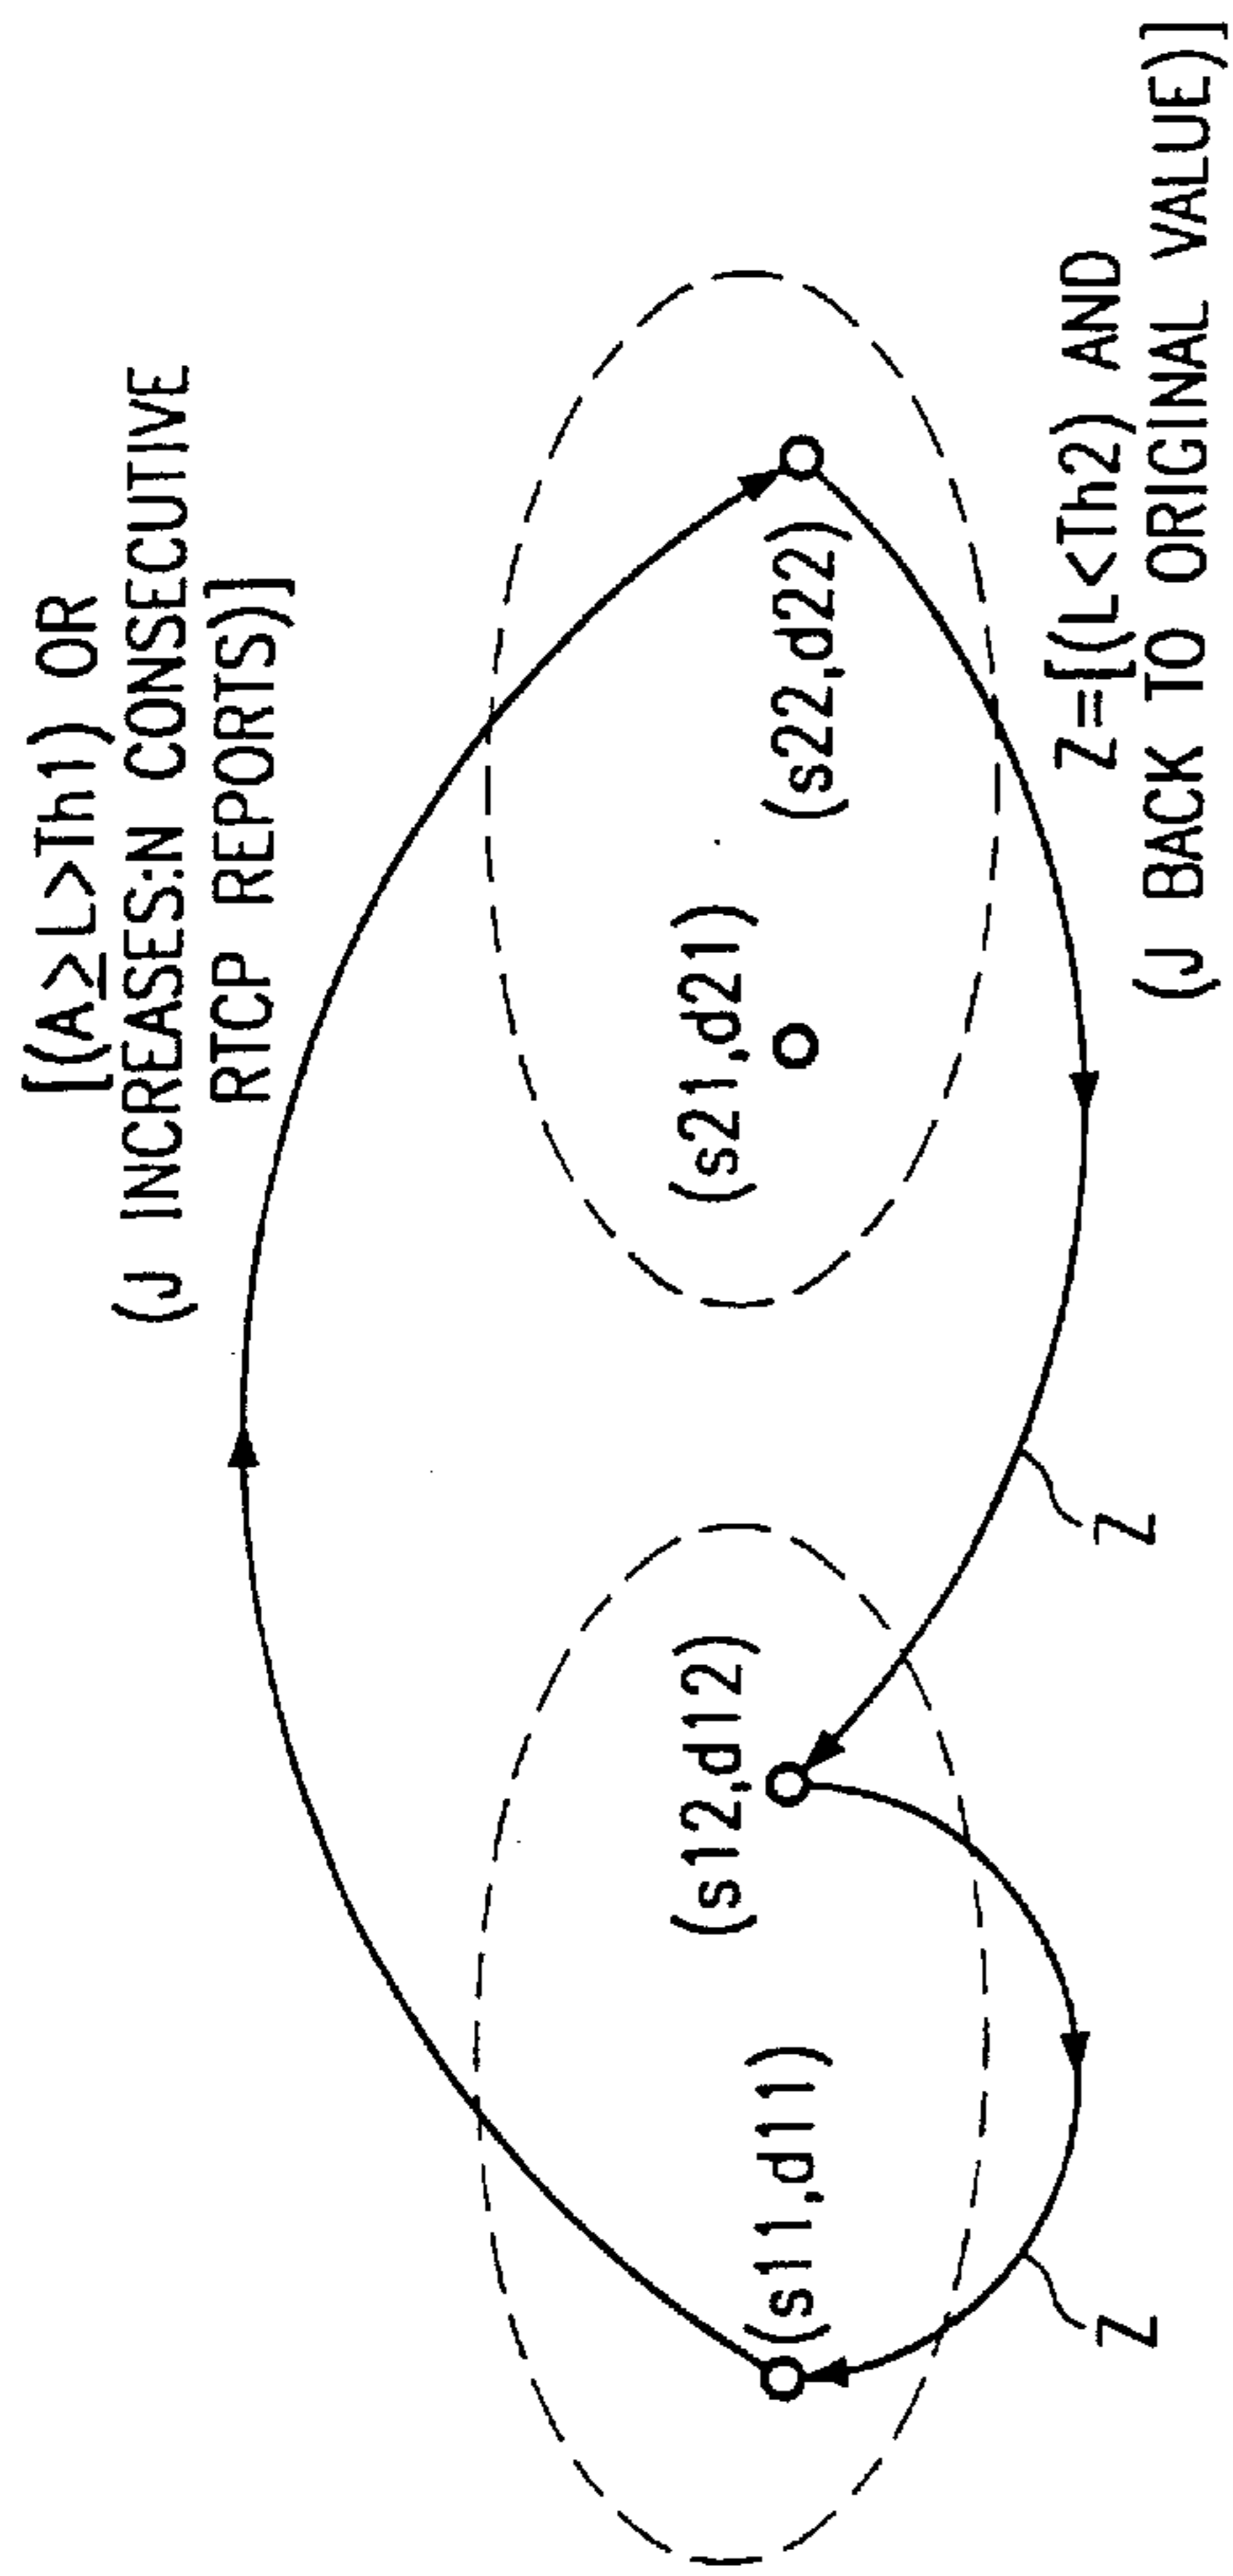 [(A≥L>Th1) OR
(J INCREASES:N CONSECUTIVE
RTCP REPORTS)]
(s11,d11)
(s12,d12)
(s21,d21)
(s22,d22)
Z
Z
Z=[(L<Th2) AND
(J BACK TO ORIGINAL VALUE)]